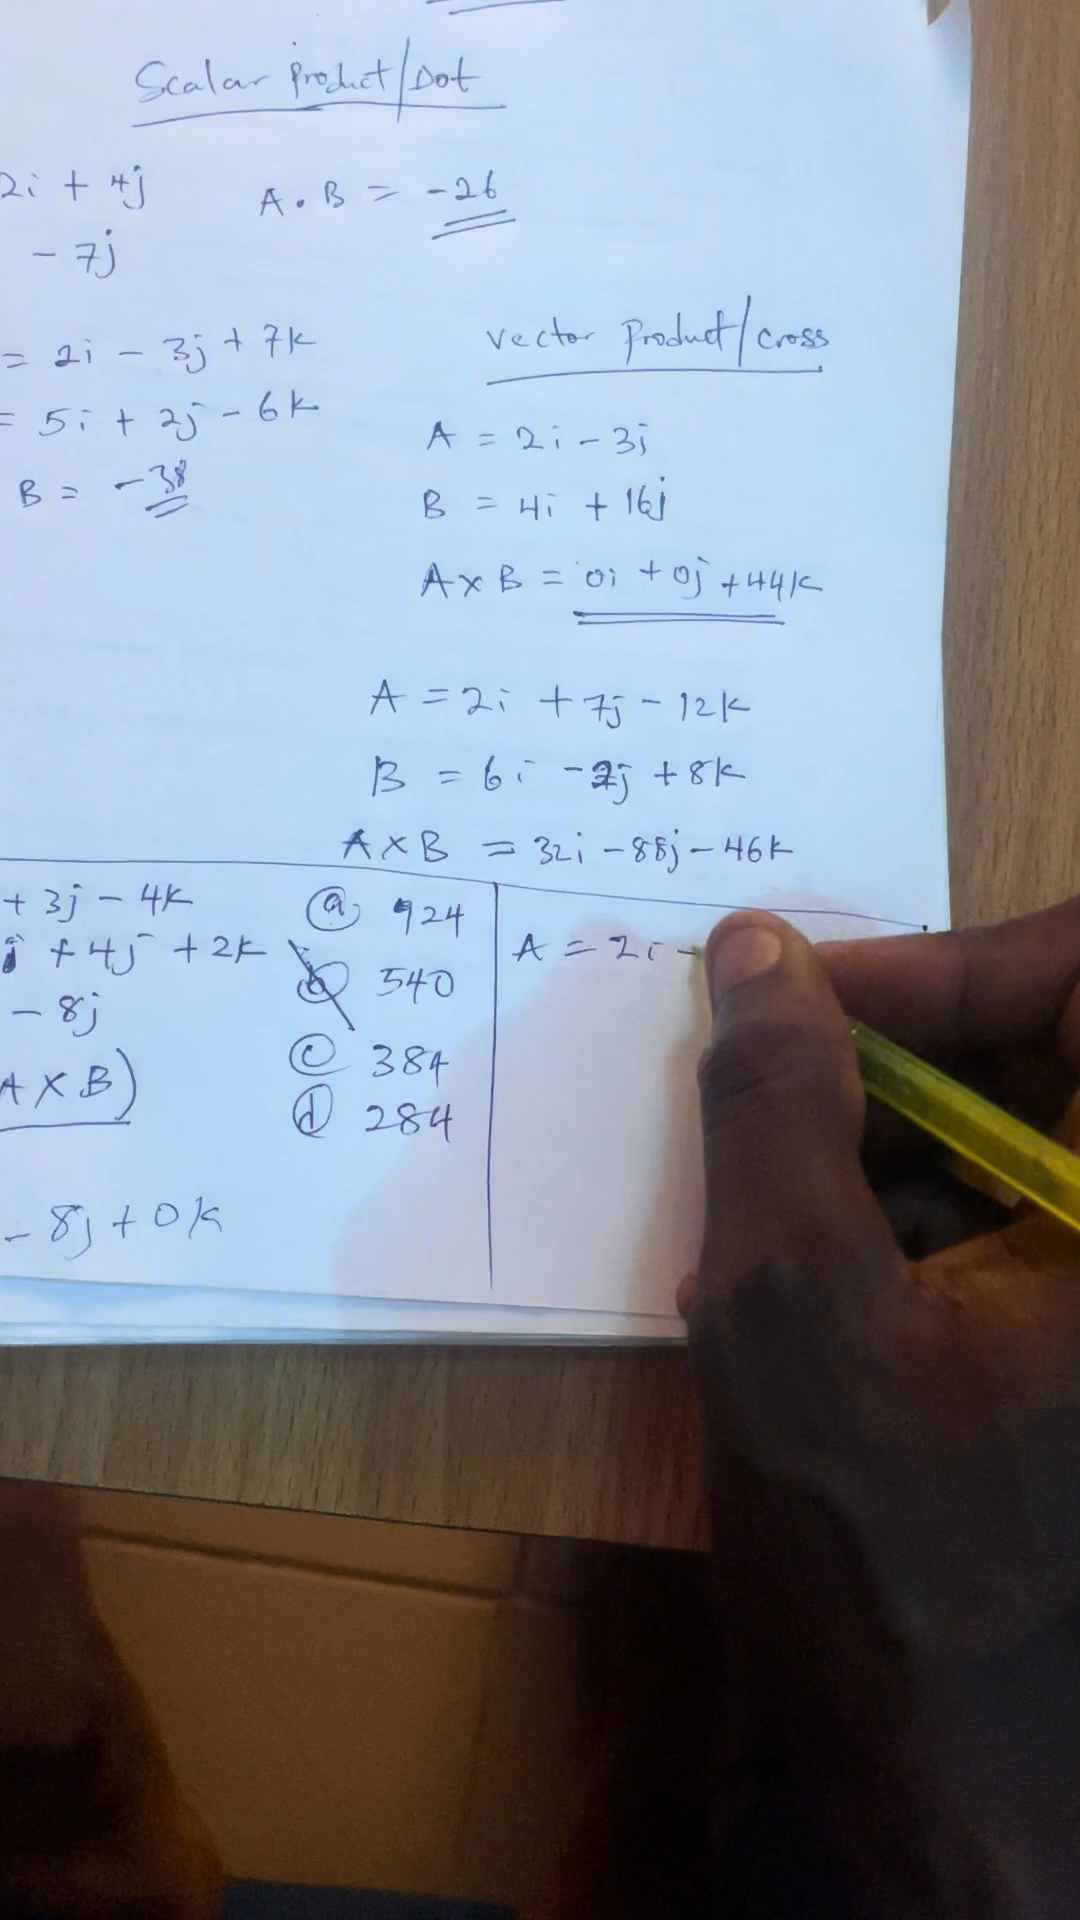 Scalar Product/Dot
2i + 4j
A . B = -26
- 7j
= 2i - 3j + 7k
= 5i + 2j - 6k
B = -38
Vector Product/cross
A = 2i - 3j
B = 4i + 16j
A x B = 0i + 0j + 44k
A = 2i + 7j - 12k
B = 6i - 2j + 8k
A x B = 32i - 88j - 46k
+ 3j - 4k
+ 4j + 2k
- 8j
A x B)
- 8j + 0k
a 924
b 540
c 384
d 284
A = 2i -